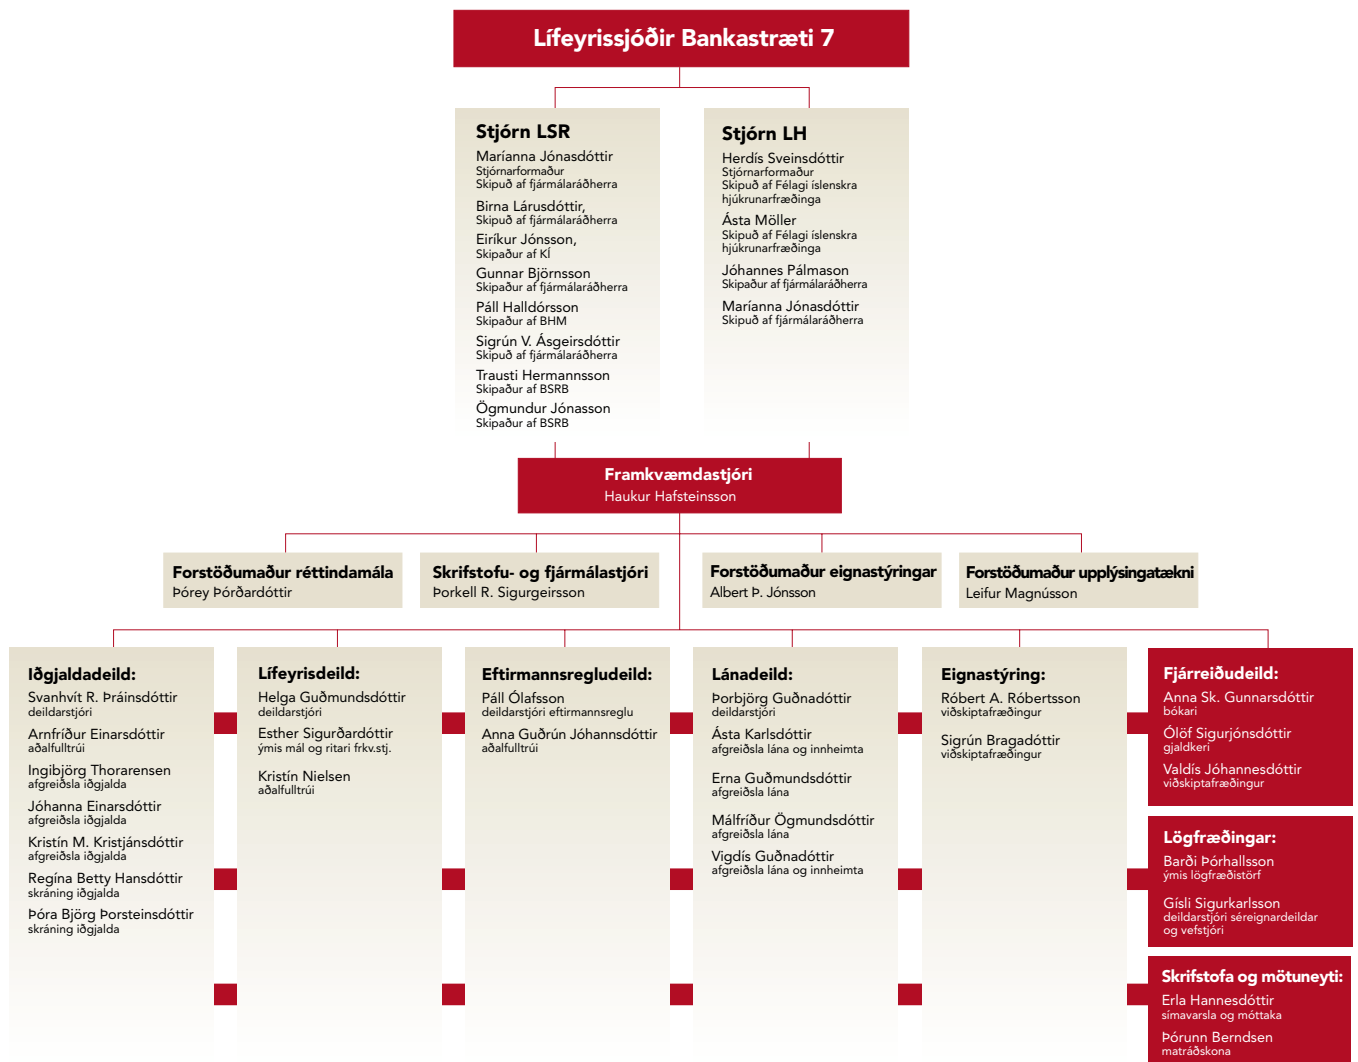 Lífeyrissjóðir Bankastræti 7
Stjórn LSR
Maríanna Jónasdóttir
Stjórnarformaður
Skipuð af fjármálaráðherra
Birna Lárusdóttir,
Skipuð af fjármálaráðherra
Eiríkur Jónsson,
Skipaður af KÍ
Gunnar Björnsson
Skipaður af fjármálaráðherra
Páll Halldórsson
Skipaður af BHM
Sigrún V. Ásgeirsdóttir
Skipuð af fjármálaráðherra
Trausti Hermannsson
Skipaður af BSRB
Ögmundur Jónasson
Skipaður af BSRB
Stjórn LH
Herdís Sveinsdóttir
Stjórnarformaður
Skipuð af Félagi íslenskra
hjúkrunarfræðinga
Ásta Möller
Skipuð af Félagi íslenskra
hjúkrunarfræðinga
Jóhannes Pálmason
Skipaður af fjármálaráðherra
Maríanna Jónasdóttir
Skipuð af fjármálaráðherra
Framkvæmdastjóri
Haukur Hafsteinsson
Forstöðumaður réttindamála
Þórey Þórðardóttir
Skrifstofu- og fjármálastjóri
Þorkell R. Sigurgeirsson
Forstöðumaður eignastýringar
Albert Þ. Jónsson
Forstöðumaður upplýsingatækni
Leifur Magnússon
Iðgjaldadeild:
Svanhvít R. Þráinsdóttir
deildarstjóri
Arnfríður Einarsdóttir
aðalfulltrúi
Ingibjörg Thorarensen
afgreiðsla iðgjalda
Jóhanna Einarsdóttir
afgreiðsla iðgjalda
Kristín M. Kristjánsdóttir
afgreiðsla iðgjalda
Regína Betty Hansdóttir
skráning iðgjalda
Þóra Björg Þorsteinsdóttir
skráning iðgjalda
Lífeyrisdeild:
Helga Guðmundsdóttir
deildarstjóri
Esther Sigurðardóttir
ýmis mál og ritari frkv.stj.
Kristín Nielsen
aðalfulltrúi
Eftirmannsregludeild:
Páll Ólafsson
deildarstjóri eftirmannsreglu
Anna Guðrún Jóhannsdóttir
aðalfulltrúi
Lánadeild:
Þorbjörg Guðnadóttir
deildarstjóri
Ásta Karlsdóttir
afgreiðsla lána og innheimta
Erna Guðmundsdóttir
afgreiðsla lána
Málfríður Ögmundsdóttir
afgreiðsla lána
Vigdís Guðnadóttir
afgreiðsla lána og innheimta
Eignastýring:
Róbert A. Róbertsson
viðskiptafræðingur
Sigrún Bragadóttir
viðskiptafræðingur
Fjárreiðudeild:
Anna Sk. Gunnarsdóttir
bókari
Ólöf Sigurjónsdóttir
gjaldkeri
Valdís Jóhannesdóttir
viðskiptafræðingur
Lögfræðingar:
Barði Þórhallsson
ýmis lögfræðistörf
Gísli Sigurkarlsson
deildarstjóri séreignardeildar
og vefstjóri
Skrifstofa og mötuneyti:
Erla Hannesdóttir
símavarsla og móttaka
Þórunn Berndsen
matráðskona